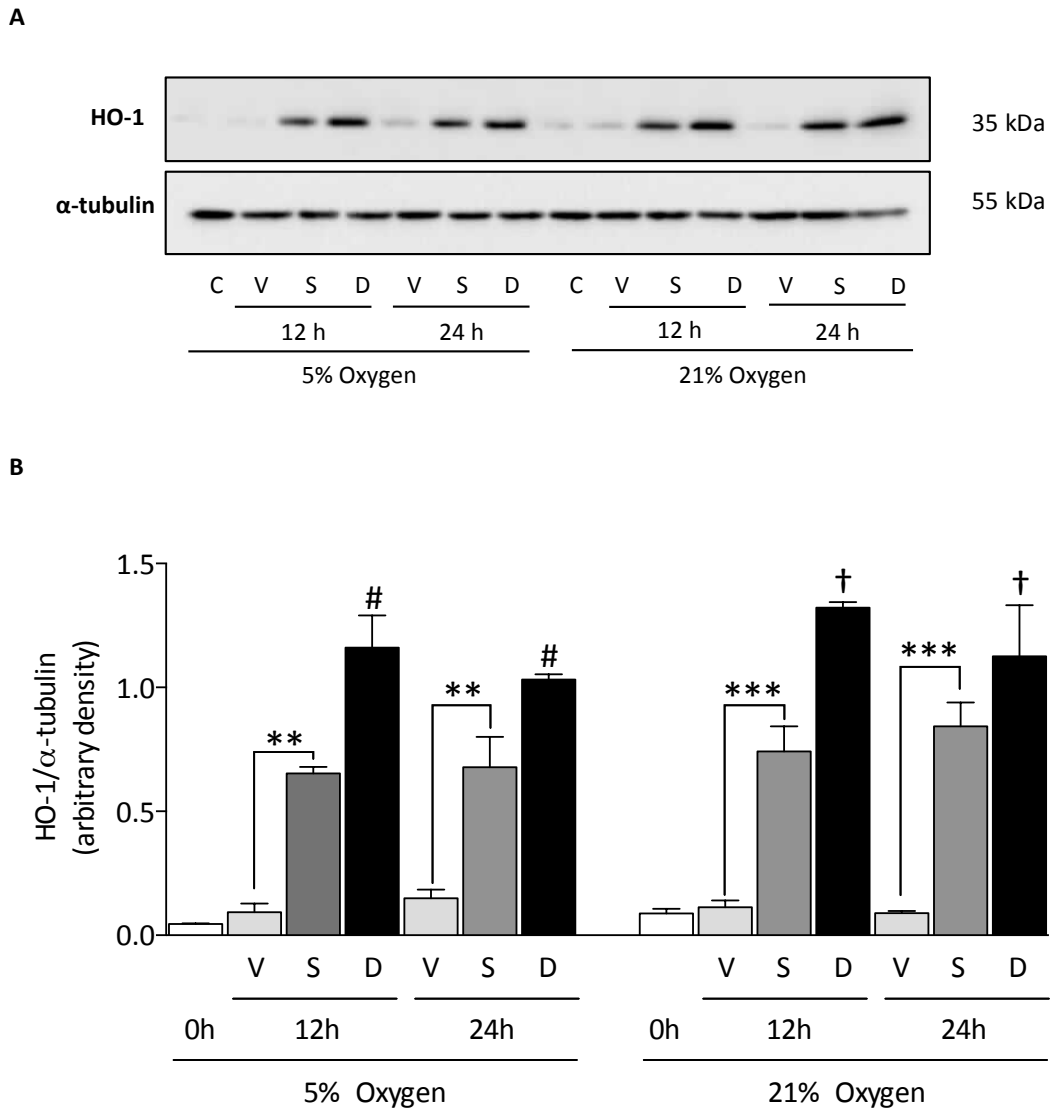 A
HO-1
35 kDa
α-tubulin
55 kDa
C V S D V S D C V S D V S D
12 h 24 h 12 h 24 h
5% Oxygen 21% Oxygen
B
HO-1/α-tubulin
(arbitrary density)
1.5
1.0
0.5
0.0
** # ** # *** † *** †
V S D V S D V S D V S D
0h 12h 24h 0h 12h 24h
5% Oxygen 21% Oxygen